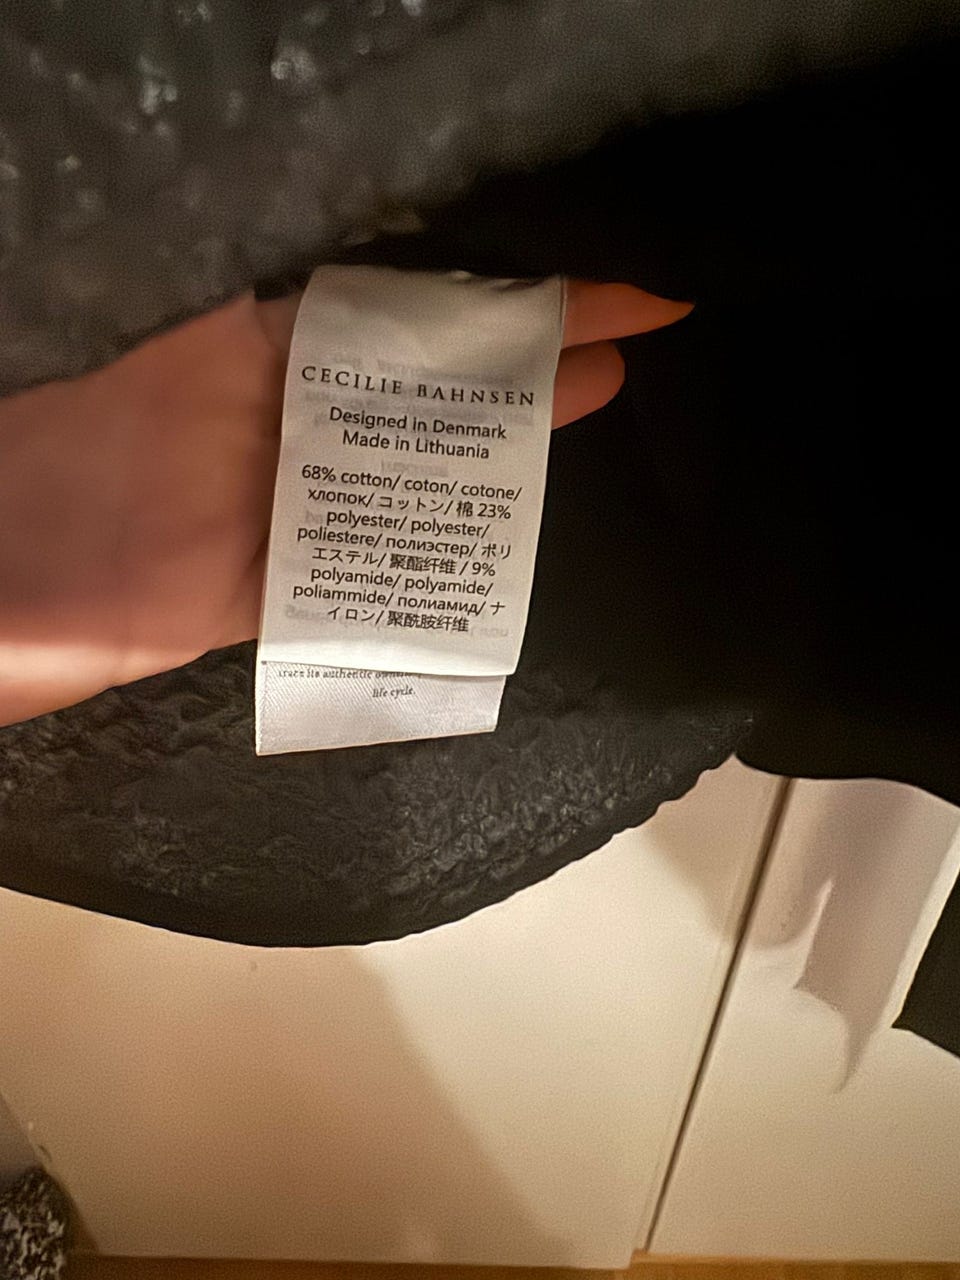 CECILIE BAHNSEN
Designed in Denmark
Made in Lithuania
68% cotton/ coton/ cotone/
хлопок/ コットン/ 棉 23%
polyester/ polyester/
poliestere/ полиэстер/ ポリ
エステル/ 聚酯纤维 / 9%
polyamide/ polyamide/
poliammide/ полиамид/ ナ
イロン/ 聚酰胺纤维
its authentic
life cycle.